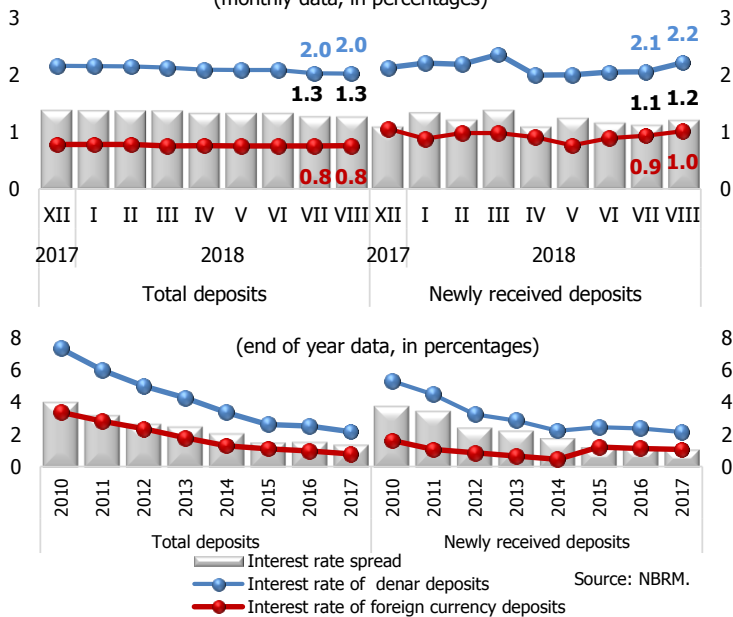 (monthly data, in percentages)
3 3
2.0 2.0 2.1 2.2
2 2
1.3 1.3 1.1 1.2
1 1
0.8 0.8 0.9 1.0
0 0
XII I II III IV V VI VII VIII XII I II III IV V VI VII VIII
2017 2018 2017 2018
Total deposits Newly received deposits
8 (end of year data, in percentages) 8
6 6
4 4
2 2
0 0
2010 2011 2012 2013 2014 2015 2016 2017 2010 2011 2012 2013 2014 2015 2016 2017
Total deposits Newly received deposits
Interest rate spread
Interest rate of denar deposits Source: NBRM.
Interest rate of foreign currency deposits